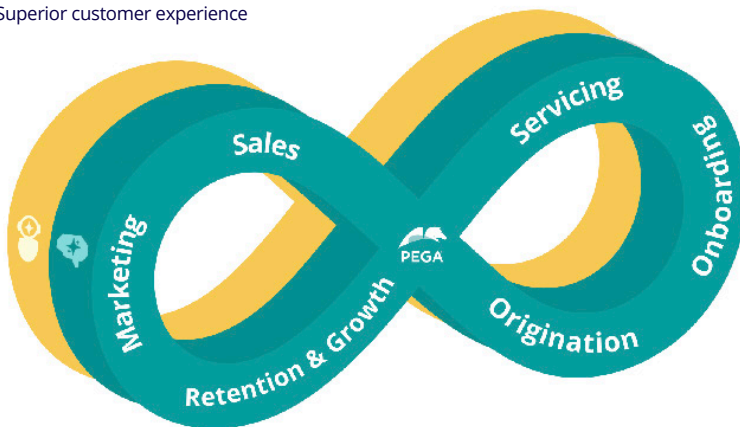 Superior customer experience
Sales
Servicing
Onboarding
Marketing
PEGA
Origination
Retention & Growth